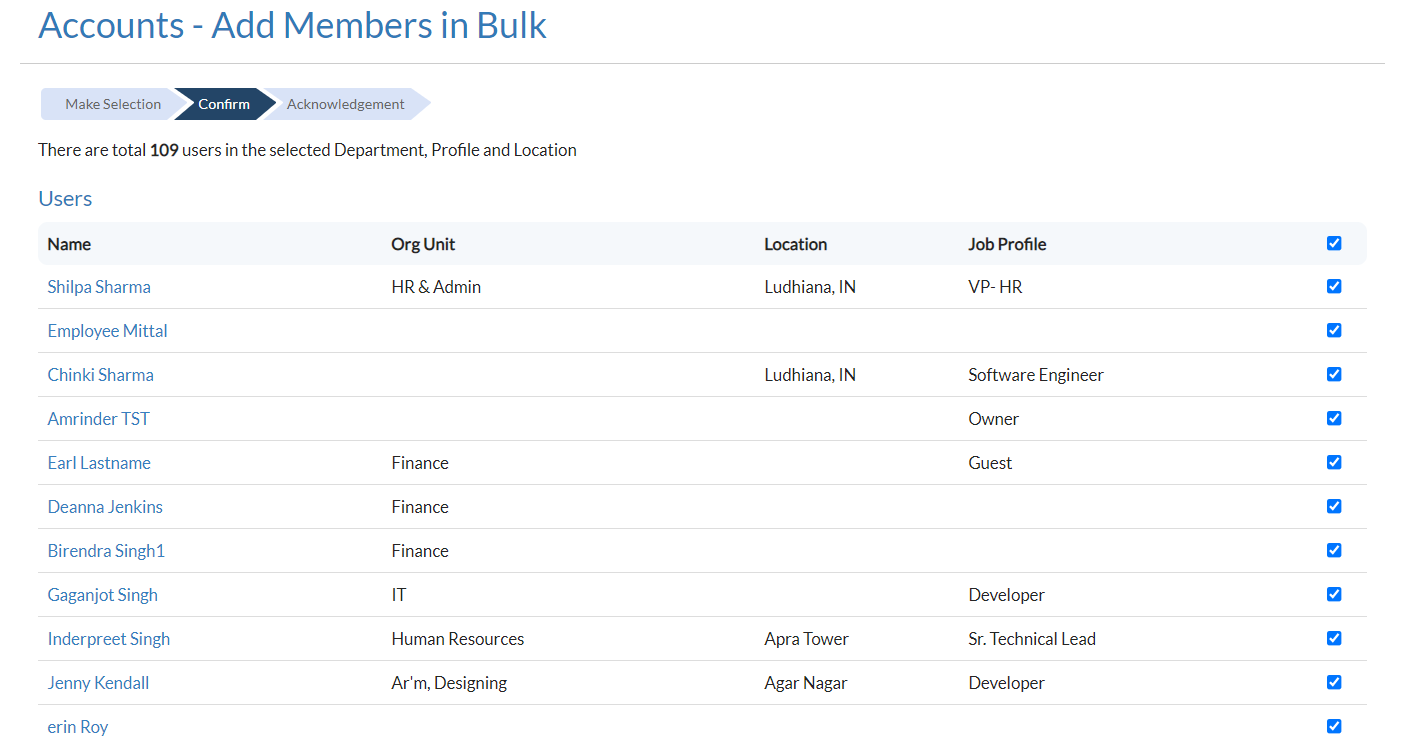 Accounts - Add Members in Bulk
Make Selection Confirm Acknowledgement
There are total 109 users in the selected Department, Profile and Location
Users
Name Org Unit Location Job Profile
Shilpa Sharma HR & Admin Ludhiana, IN VP- HR
Employee Mittal
Chinki Sharma Ludhiana, IN Software Engineer
Amrinder TST Owner
Earl Lastname Finance Guest
Deanna Jenkins Finance
Birendra Singh1 Finance
Gaganjot Singh IT Developer
Inderpreet Singh Human Resources Apra Tower Sr. Technical Lead
Jenny Kendall Ar'm, Designing Agar Nagar Developer
erin Roy